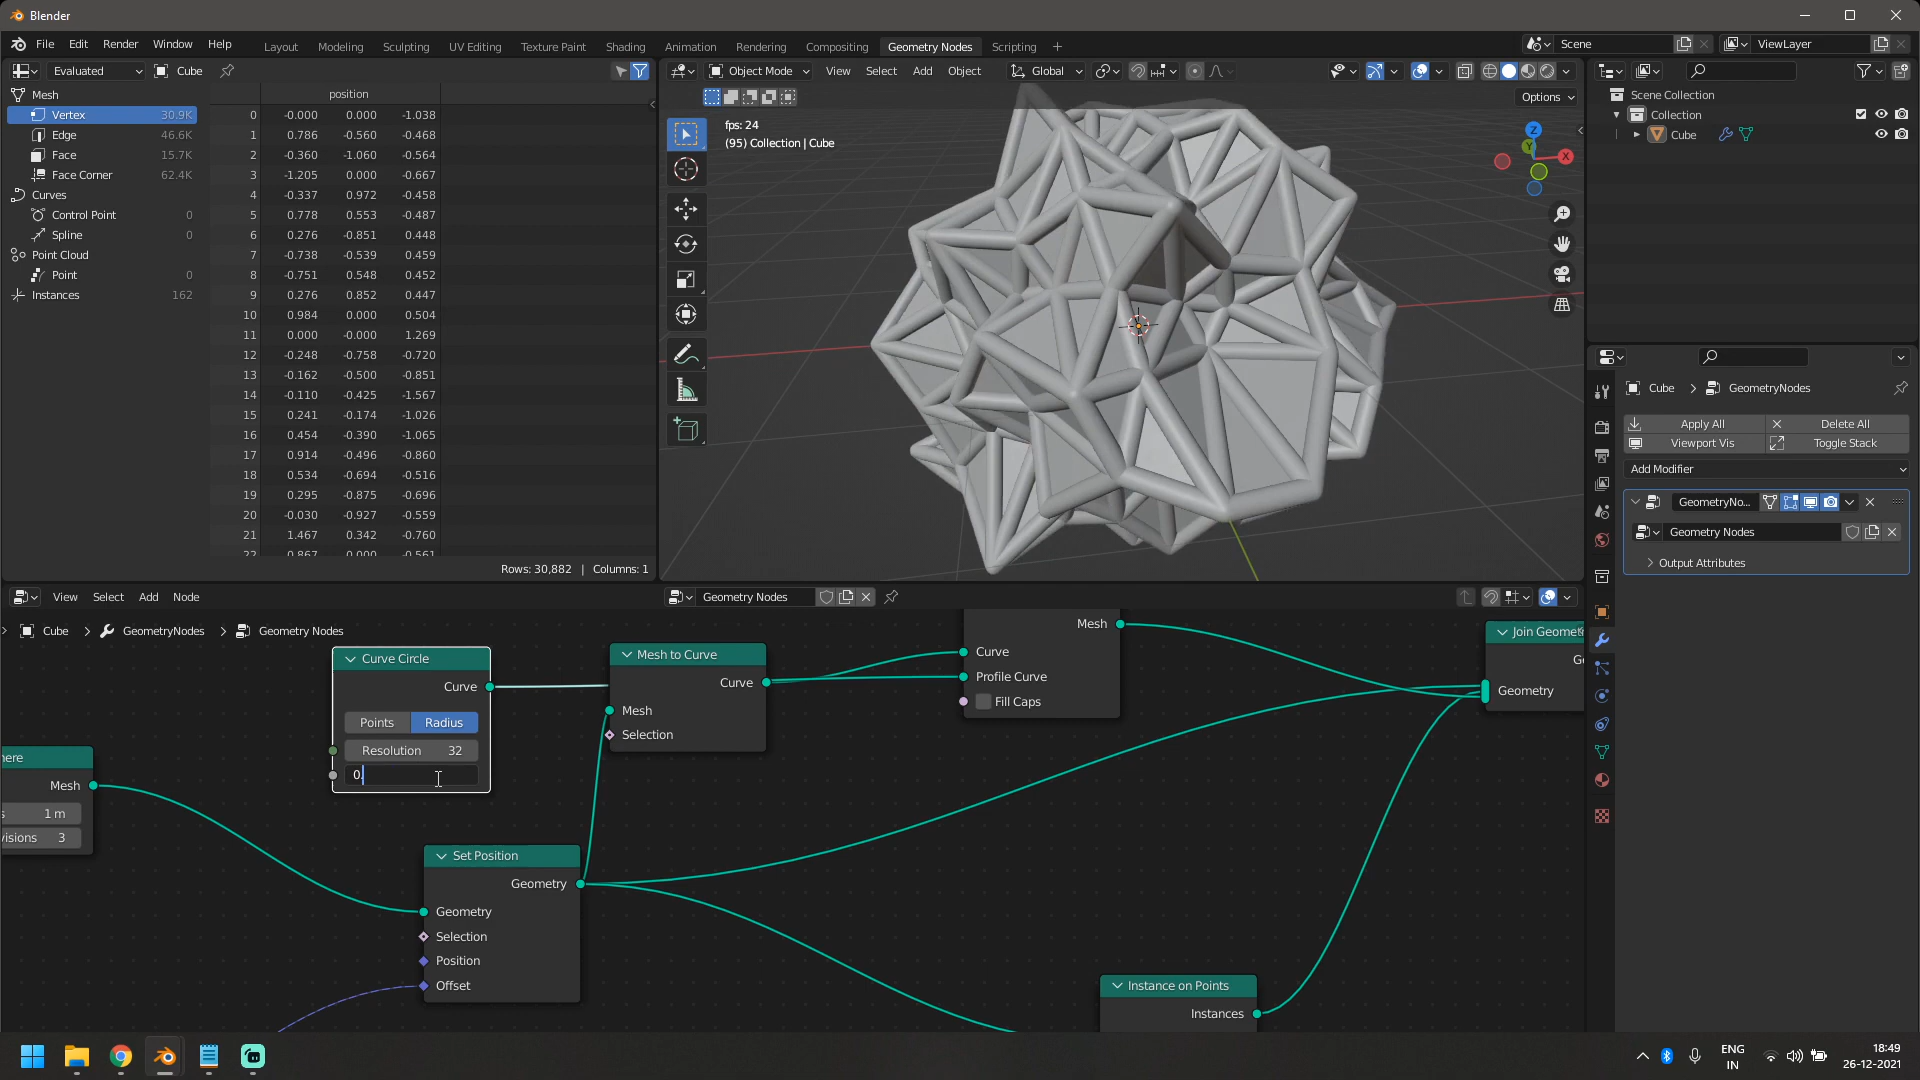 Blender
File Edit Render Window Help
Layout Modeling Sculpting UV Editing Texture Paint Shading Animation Rendering Compositing Geometry Nodes Scripting +
Scene ViewLayer
Evaluated Cube
Mesh
Vertex 30.9K
Edge 46.6K
Face 15.7K
Face Corner 62.4K
Curves
Control Point 0
Spline 0
Point Cloud
Point 0
Instances 162
position
0 -0.000 0.000 -1.038
1 0.786 -0.560 -0.468
2 -0.360 -1.060 -0.564
3 -1.205 0.000 -0.667
4 -0.337 0.972 -0.458
5 0.778 0.553 -0.487
6 0.276 -0.851 0.448
7 -0.738 -0.539 0.459
8 -0.751 0.548 0.452
9 0.276 0.852 0.447
10 0.984 0.000 0.504
11 0.000 -0.000 1.269
12 -0.248 -0.758 -0.720
13 -0.162 -0.500 -0.851
14 -0.110 -0.425 -1.567
15 0.241 -0.174 -1.026
16 0.454 -0.390 -1.065
17 0.914 -0.496 -0.860
18 0.534 -0.694 -0.516
19 0.295 -0.875 -0.696
20 -0.030 -0.927 -0.559
21 1.467 0.342 -0.760
22 0.867 0.000 -0.561
Rows: 30,882 | Columns: 1
Object Mode View Select Add Object Global
Options
fps: 24
(95) Collection | Cube
Z
Y
X
Scene Collection
Collection
Cube
Cube GeometryNodes
Apply All Delete All
Viewport Vis Toggle Stack
Add Modifier
GeometryNo...
Geometry Nodes
Output Attributes
View Select Add Node Geometry Nodes
Cube GeometryNodes Geometry Nodes
Curve Circle
Curve
Points Radius
Resolution 32
0.
Mesh to Curve
Curve
Mesh
Selection
Mesh
Curve
Profile Curve
Fill Caps
Join Geomet
Ge
Geometry
here
Mesh
s 1 m
visions 3
Set Position
Geometry
Geometry
Selection
Position
Offset
Instance on Points
Instances
ENG
IN
18:49
26-12-2021